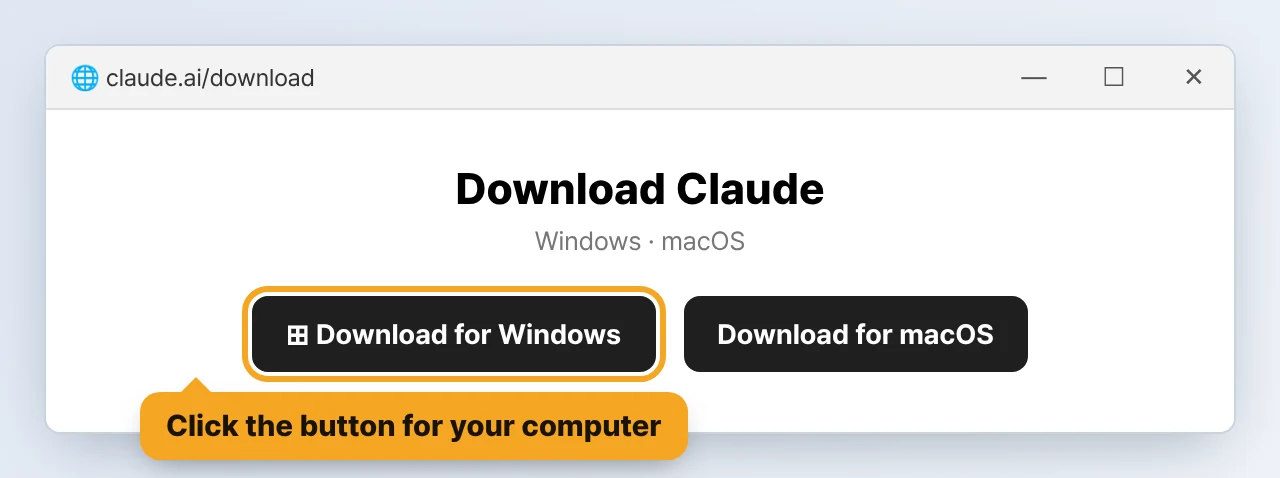 claude.ai/download
Download Claude
Windows · macOS
Download for Windows
Download for macOS
Click the button for your computer